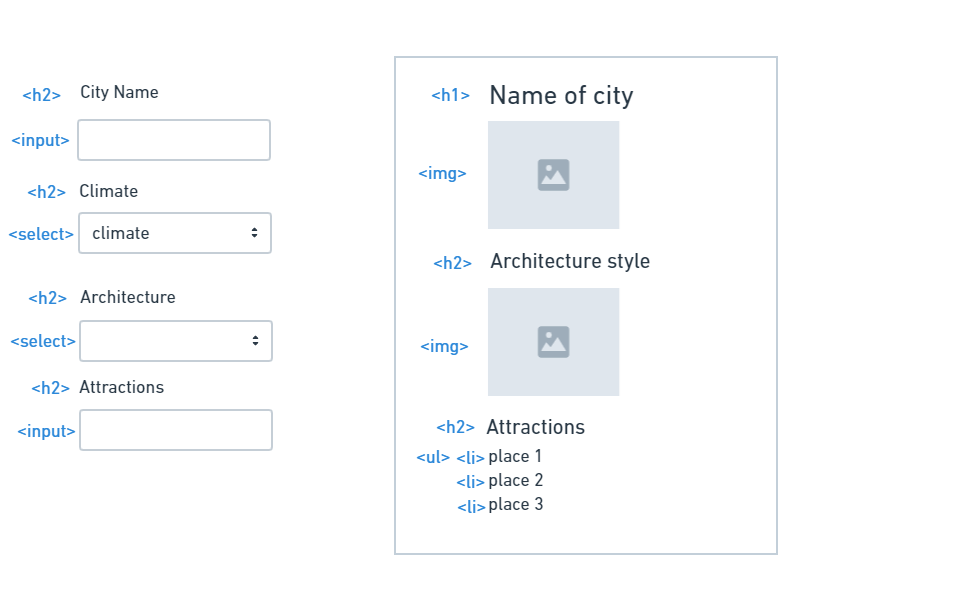 <h2> City Name
<input>
<h2> Climate
<select> climate
<h2> Architecture
<select>
<h2> Attractions
<input>
<h1> Name of city
<img>
<h2> Architecture style
<img>
<h2> Attractions
<ul> <li> place 1
<li> place 2
<li> place 3